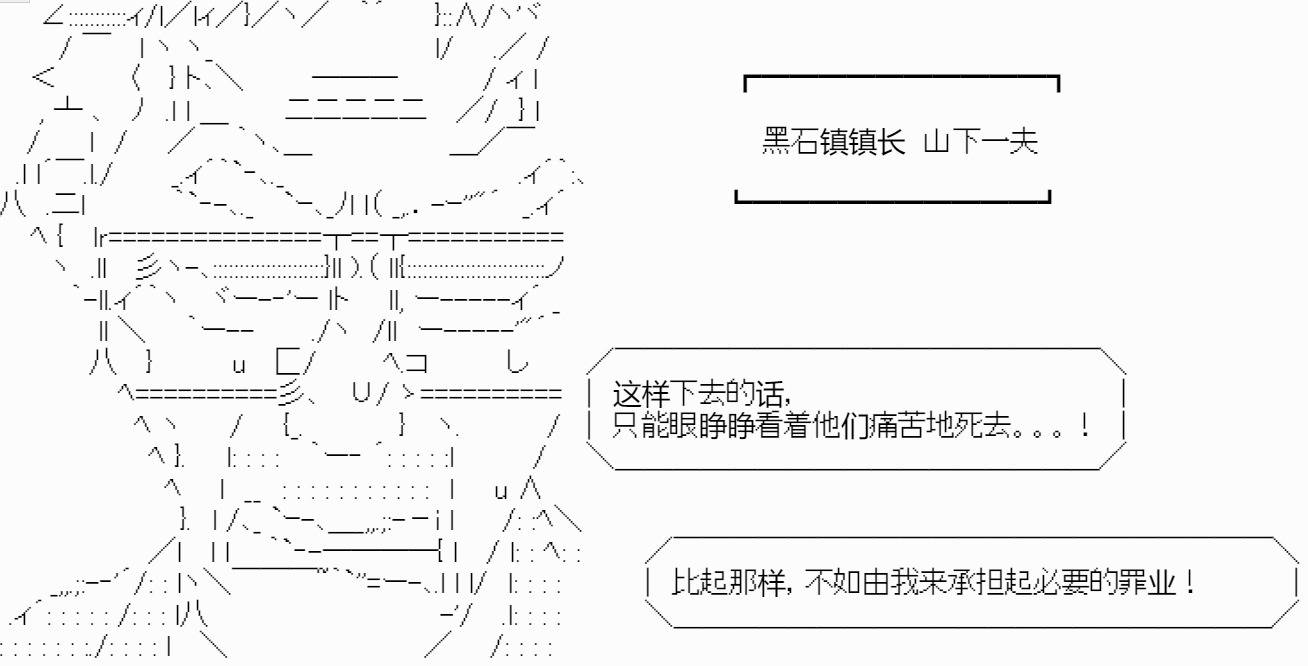 黑石镇镇长 山下一夫
这样下去的话，
只能眼睁睁看着他们痛苦地死去。。。！
比起那样，不如由我来承担起必要的罪业！